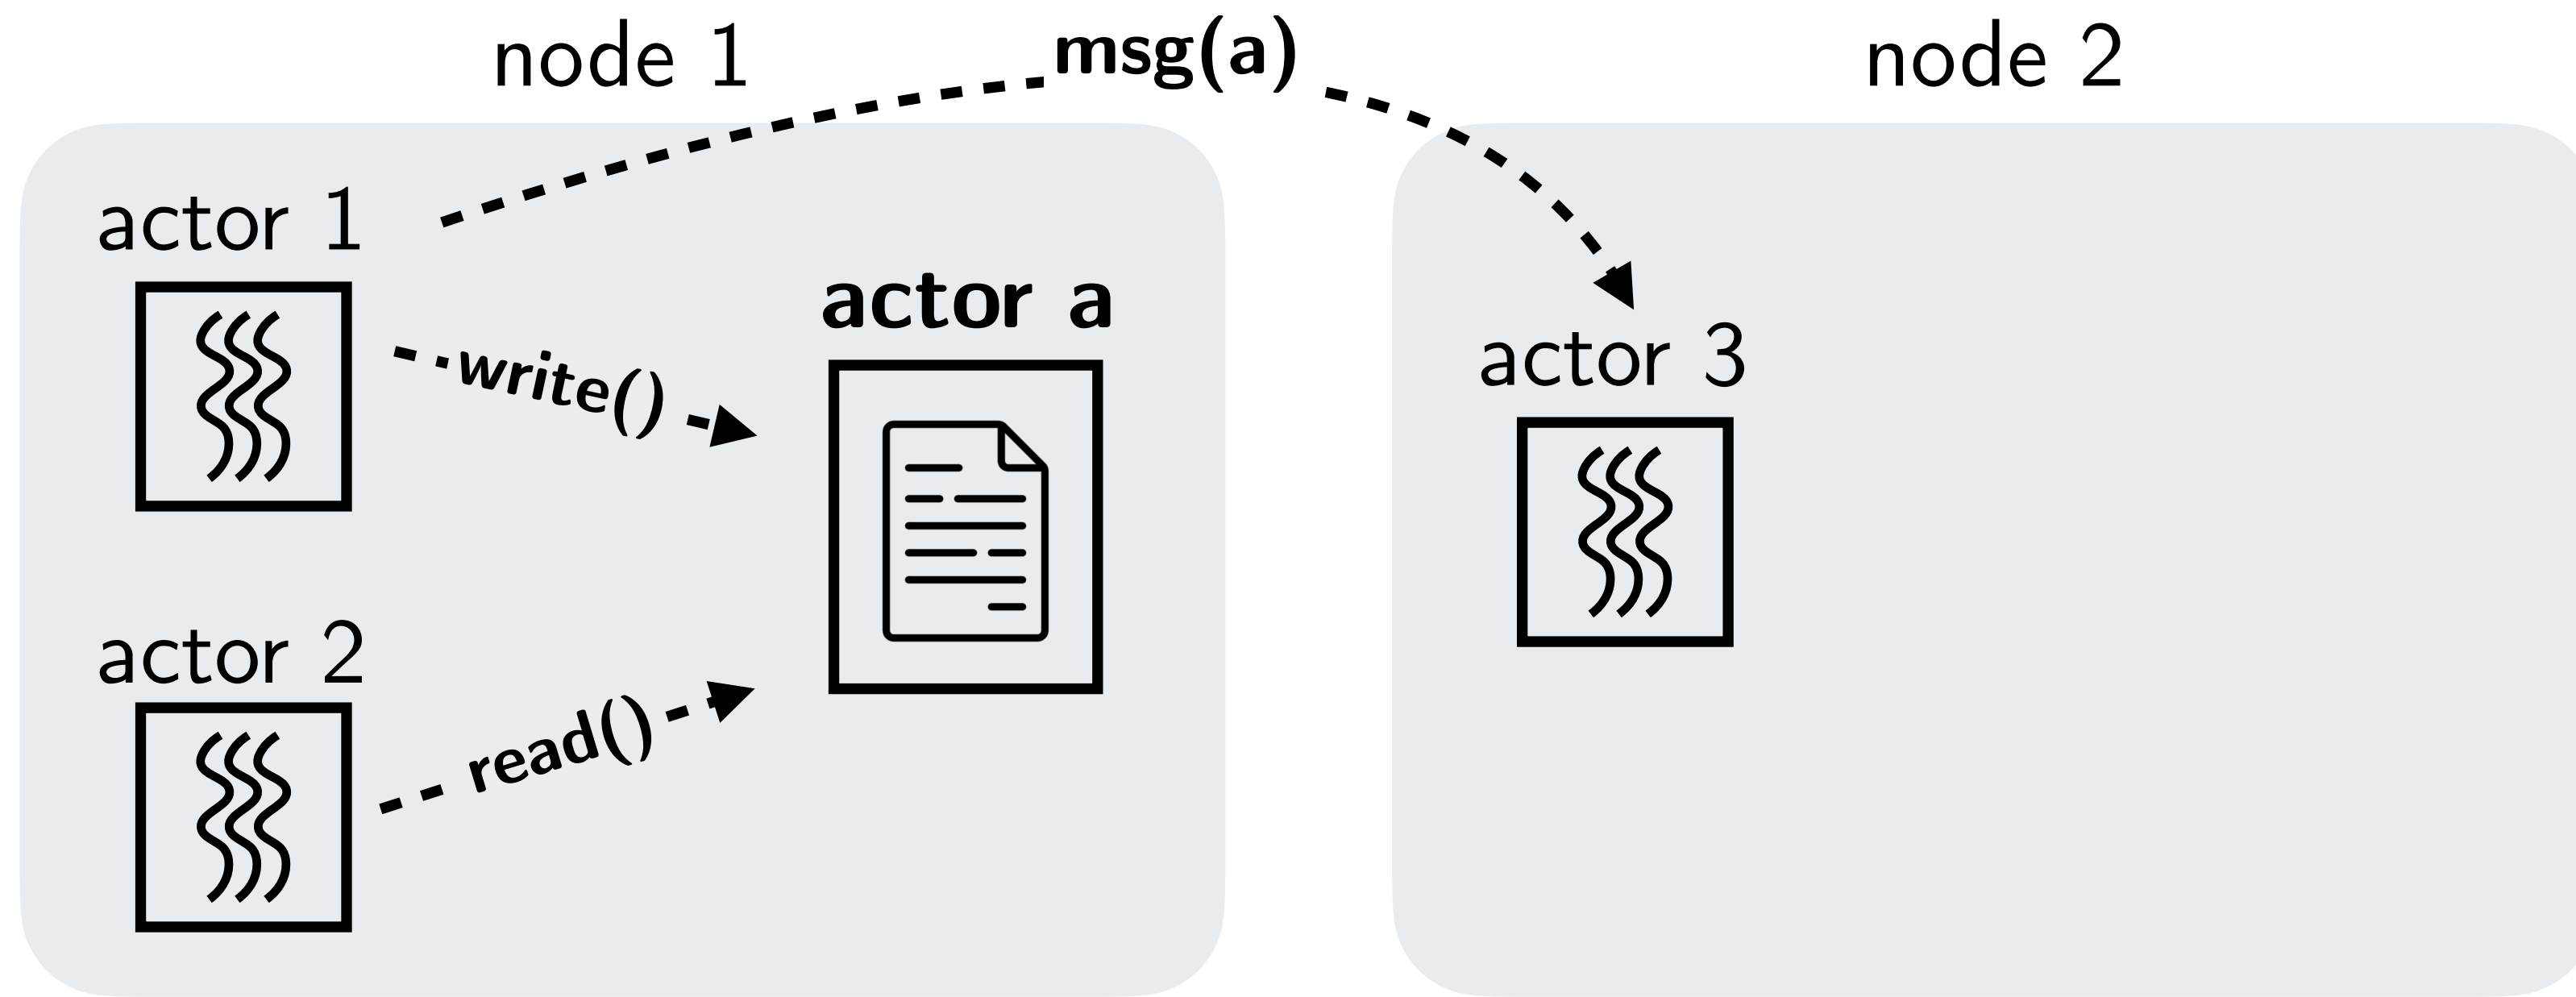 node 1
msg(a)
node 2
actor 1
write()
actor a
actor 3
actor 2
read()